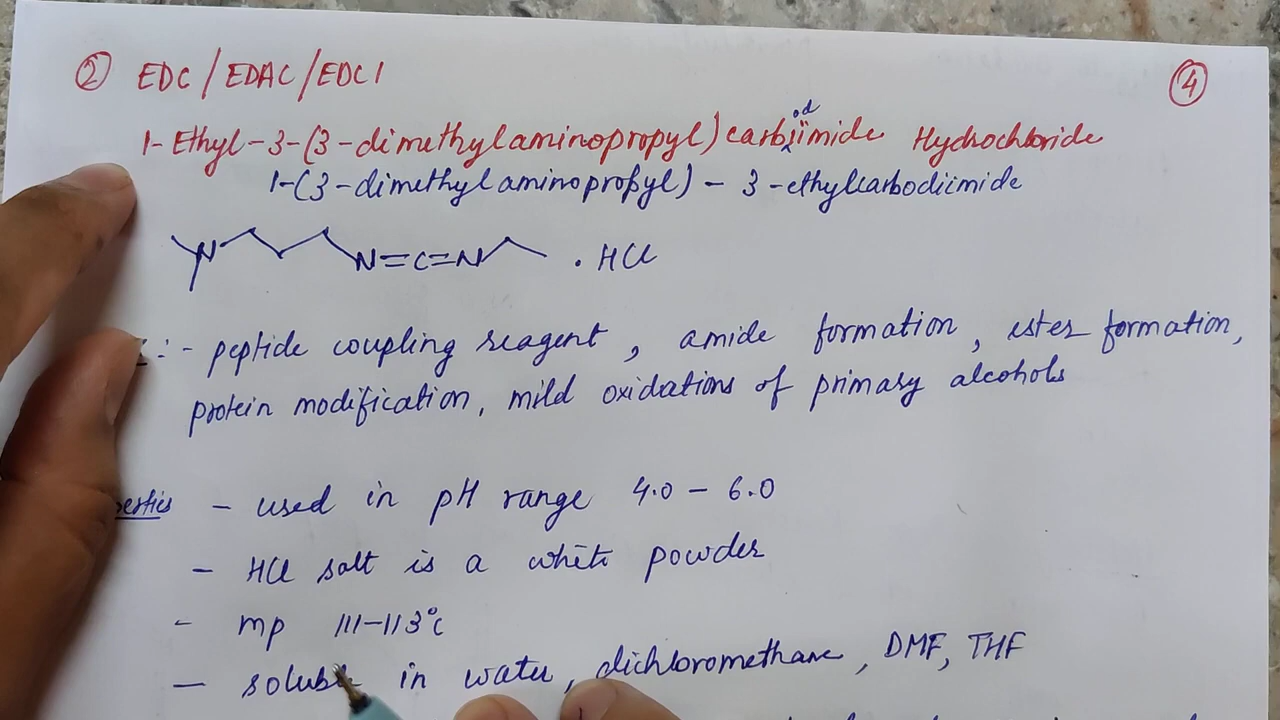 ② EDC/EDAC/EDCI
④
1-Ethyl-3-(3-dimethylaminopropyl)carbodiimide Hydrochloride
1-(3-dimethylaminopropyl) - 3-ethylcarbodiimide
N N=C=N . HCl
:- peptide coupling reagent, amide formation, ester formation,
protein modification, mild oxidations of primary alcohols
erties - used in pH range 4.0 - 6.0
- HCl salt is a white powder
- mp 111-113°C
- soluble in water, dichloromethane, DMF, THF